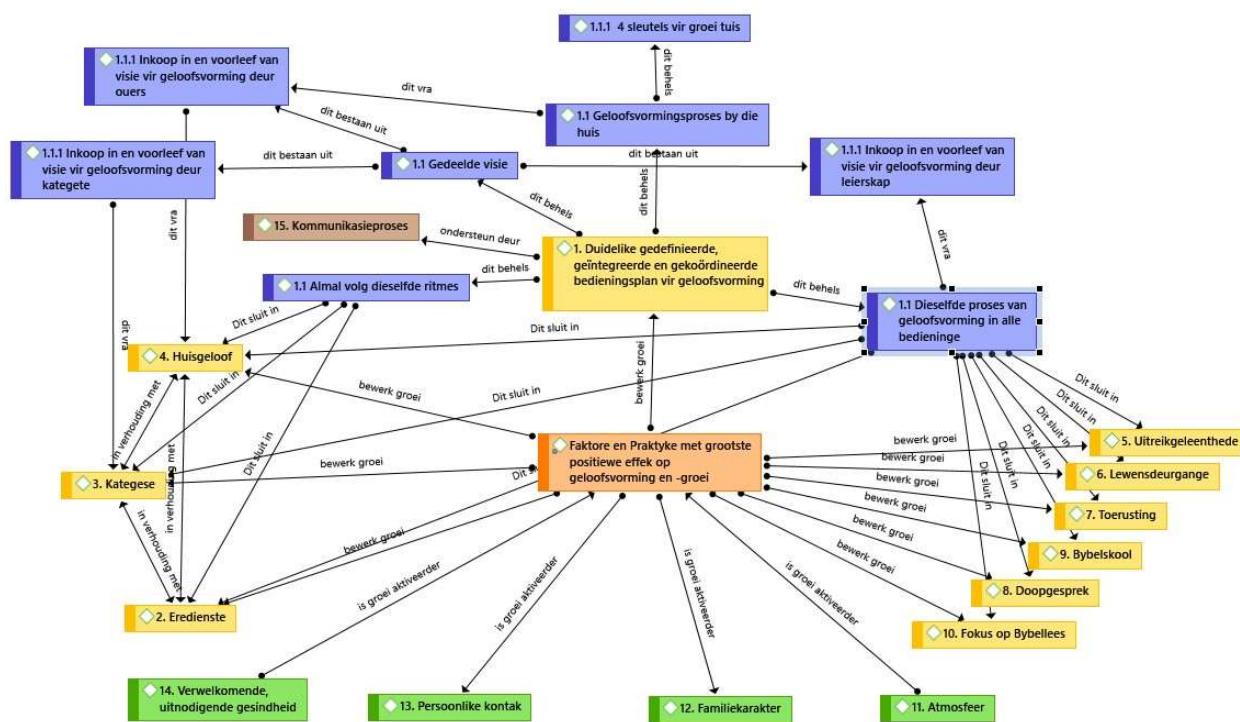 1.1.1 4 sleutels vir groei tuis
dit behels
1.1.1 Inkoop in en voorleef van
visie vir geloofsvorming deur
ouers
dit vra
1.1 Geloofsvormingsproses by die
huis
dit bestaan uit
1.1.1 Inkoop in en voorleef van
visie vir geloofsvorming deur
kategete
dit bestaan uit
1.1 Gedeelde visie
dit bestaan uit
1.1.1 Inkoop in en voorleef van
visie vir geloofsvorming deur
leierskap
dit behels
dit behels
dit vra
dit vra
15. Kommunikasieproses
ondersteun deur
1. Duidelike gedefinieerde,
geïntegreerde en gekoördineerde
bedieningsplan vir geloofsvorming
dit behels
1.1 Almal volg dieselfde ritmes
dit behels
1.1 Dieselfde proses van
geloofsvorming in alle
bedieninge
dit vra
Dit sluit in
Dit sluit in
4. Huisgeloof
Dit sluit in
bewerk groei
bewerk groei
Dit sluit in
Dit sluit in
Dit sluit in
in verhouding met
in verhouding met
3. Kategese
bewerk groei
Dit s
Faktore en Praktyke met grootste
positiewe effek op
geloofsvorming en -groei
bewerk groei
5. Uitreikgeleenthede
bewerk groei
Dit sluit in
Dit sluit in
6. Lewensdeurgange
bewerk groei
Dit sluit in
7. Toerusting
bewerk groei
Dit sluit in
9. Bybelskool
in verhouding met
bewerk groei
bewerk groei
Dit sluit in
8. Doopgesprek
bewerk groei
2. Eredienste
10. Fokus op Bybellees
is groei aktiveerder
is groei aktiveerder
is groei aktiveerder
is groei aktiveerder
14. Verwelkomende,
uitnodigende gesindheid
13. Persoonlike kontak
12. Familiekarakter
11. Atmosfeer